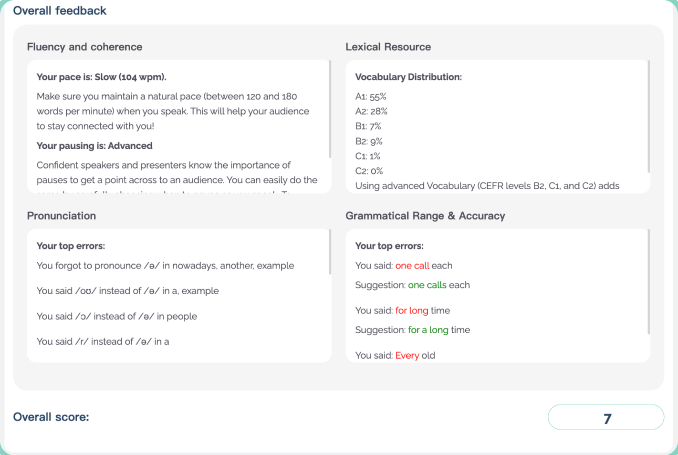 Overall feedback
Fluency and coherence
Your pace is: Slow (104 wpm).
Make sure you maintain a natural pace (between 120 and 180
words per minute) when you speak. This will help your audience
to stay connected with you!
Your pausing is: Advanced
Confident speakers and presenters know the importance of
pauses to get a point across to an audience. You can easily do the
Lexical Resource
Vocabulary Distribution:
A1: 55%
A2: 28%
B1: 7%
B2: 9%
C1: 1%
C2: 0%
Using advanced Vocabulary (CEFR levels B2, C1, and C2) adds
Pronunciation
Your top errors:
You forgot to pronounce /ə/ in nowadays, another, example
You said /oʊ/ instead of /ə/ in a, example
You said /ɔ/ instead of /ə/ in people
You said /r/ instead of /ə/ in a
Grammatical Range & Accuracy
Your top errors:
You said: one call each
Suggestion: one calls each
You said: for long time
Suggestion: for a long time
You said: Every old
Overall score:
7